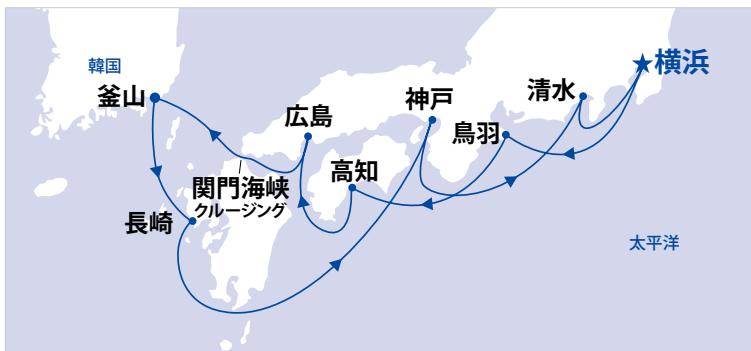 韓国
釜山
横浜
清水
神戸
広島
鳥羽
高知
関門海峡
クルージング
長崎
太平洋